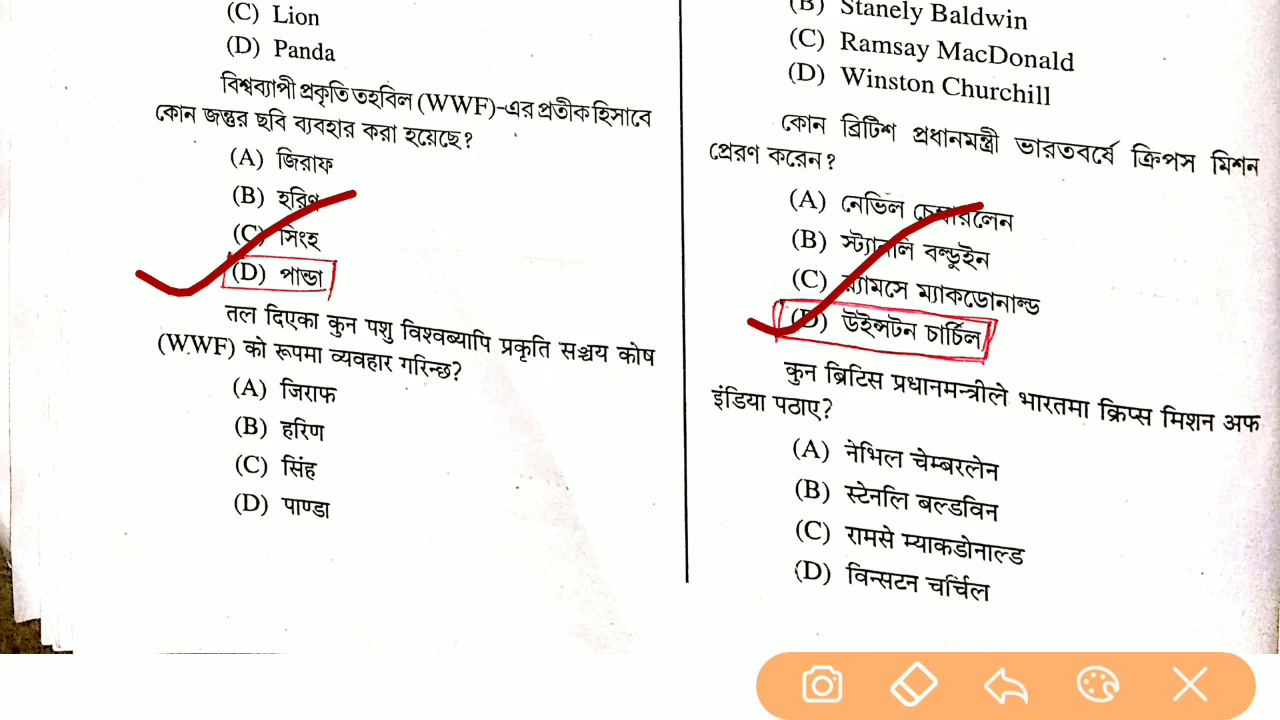 (C) Lion
(D) Panda
বিশ্বব্যাপী প্রকৃতি তহবিল (WWF)-এর প্রতীক হিসাবে
কোন জন্তুর ছবি ব্যবহার করা হয়েছে?
(A) জিরাফ
(B) হরিণ
(C) সিংহ
(D) পান্ডা
तल दिएका कुन पशु विश्वब्यापि प्रकृति सञ्चय कोष
(WWF) को रूपमा व्यवहार गरिन्छ?
(A) जिराफ
(B) हरिण
(C) सिंह
(D) पाण्डा
(B) Stanely Baldwin
(C) Ramsay MacDonald
(D) Winston Churchill
কোন ব্রিটিশ প্রধানমন্ত্রী ভারতবর্ষে ক্রিপস মিশন
প্রেরণ করেন?
(A) নেভিল চেম্বারলেন
(B) স্ট্যানলি বল্ডুইন
(C) র‍্যামসে ম্যাকডোনাল্ড
(D) উইন্সটন চার্চিল
कुन ब्रिटिस प्रधानमन्त्रीले भारतमा क्रिप्स मिशन अफ
इंडिया पठाए?
(A) नेभिल चेम्बरलेन
(B) स्टेनलि बल्डविन
(C) रामसे म्याकडोनाल्ड
(D) विन्सटन चर्चिल